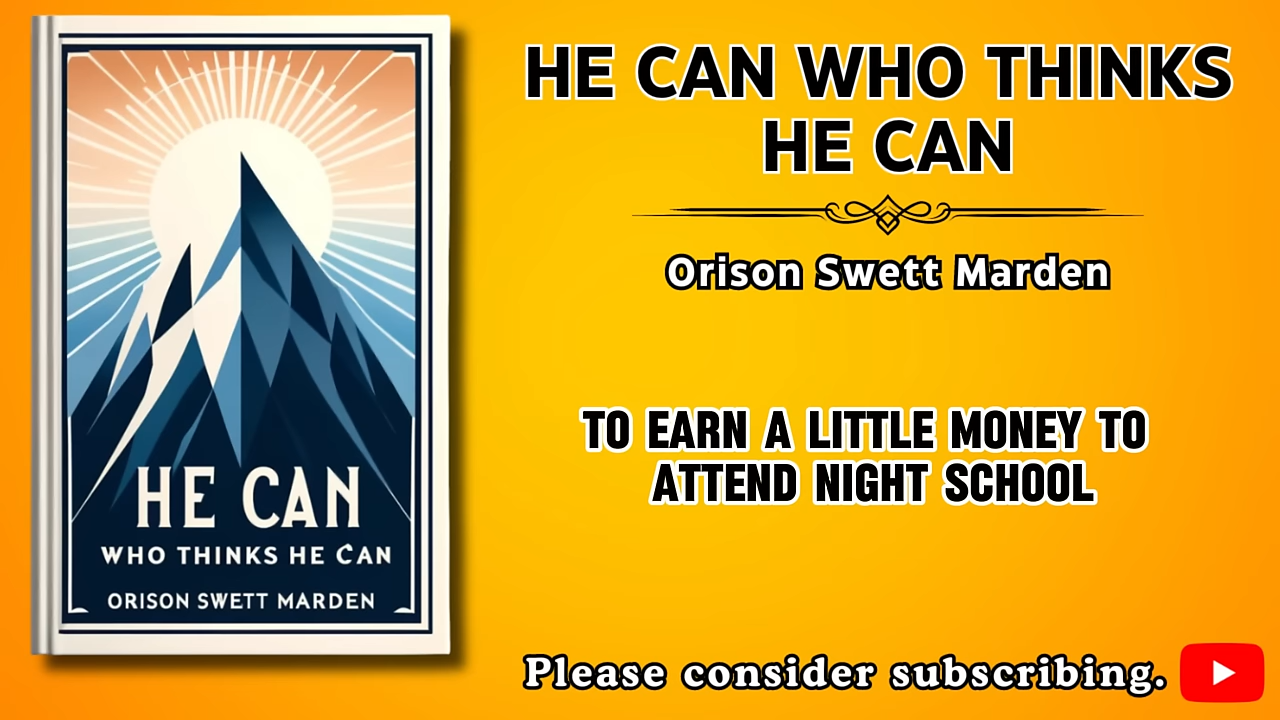 HE CAN
WHO THINKS HE CAN
ORISON SWETT MARDEN
HE CAN WHO THINKS
HE CAN
Orison Swett Marden
TO EARN A LITTLE MONEY TO
ATTEND NIGHT SCHOOL
Please consider subscribing.